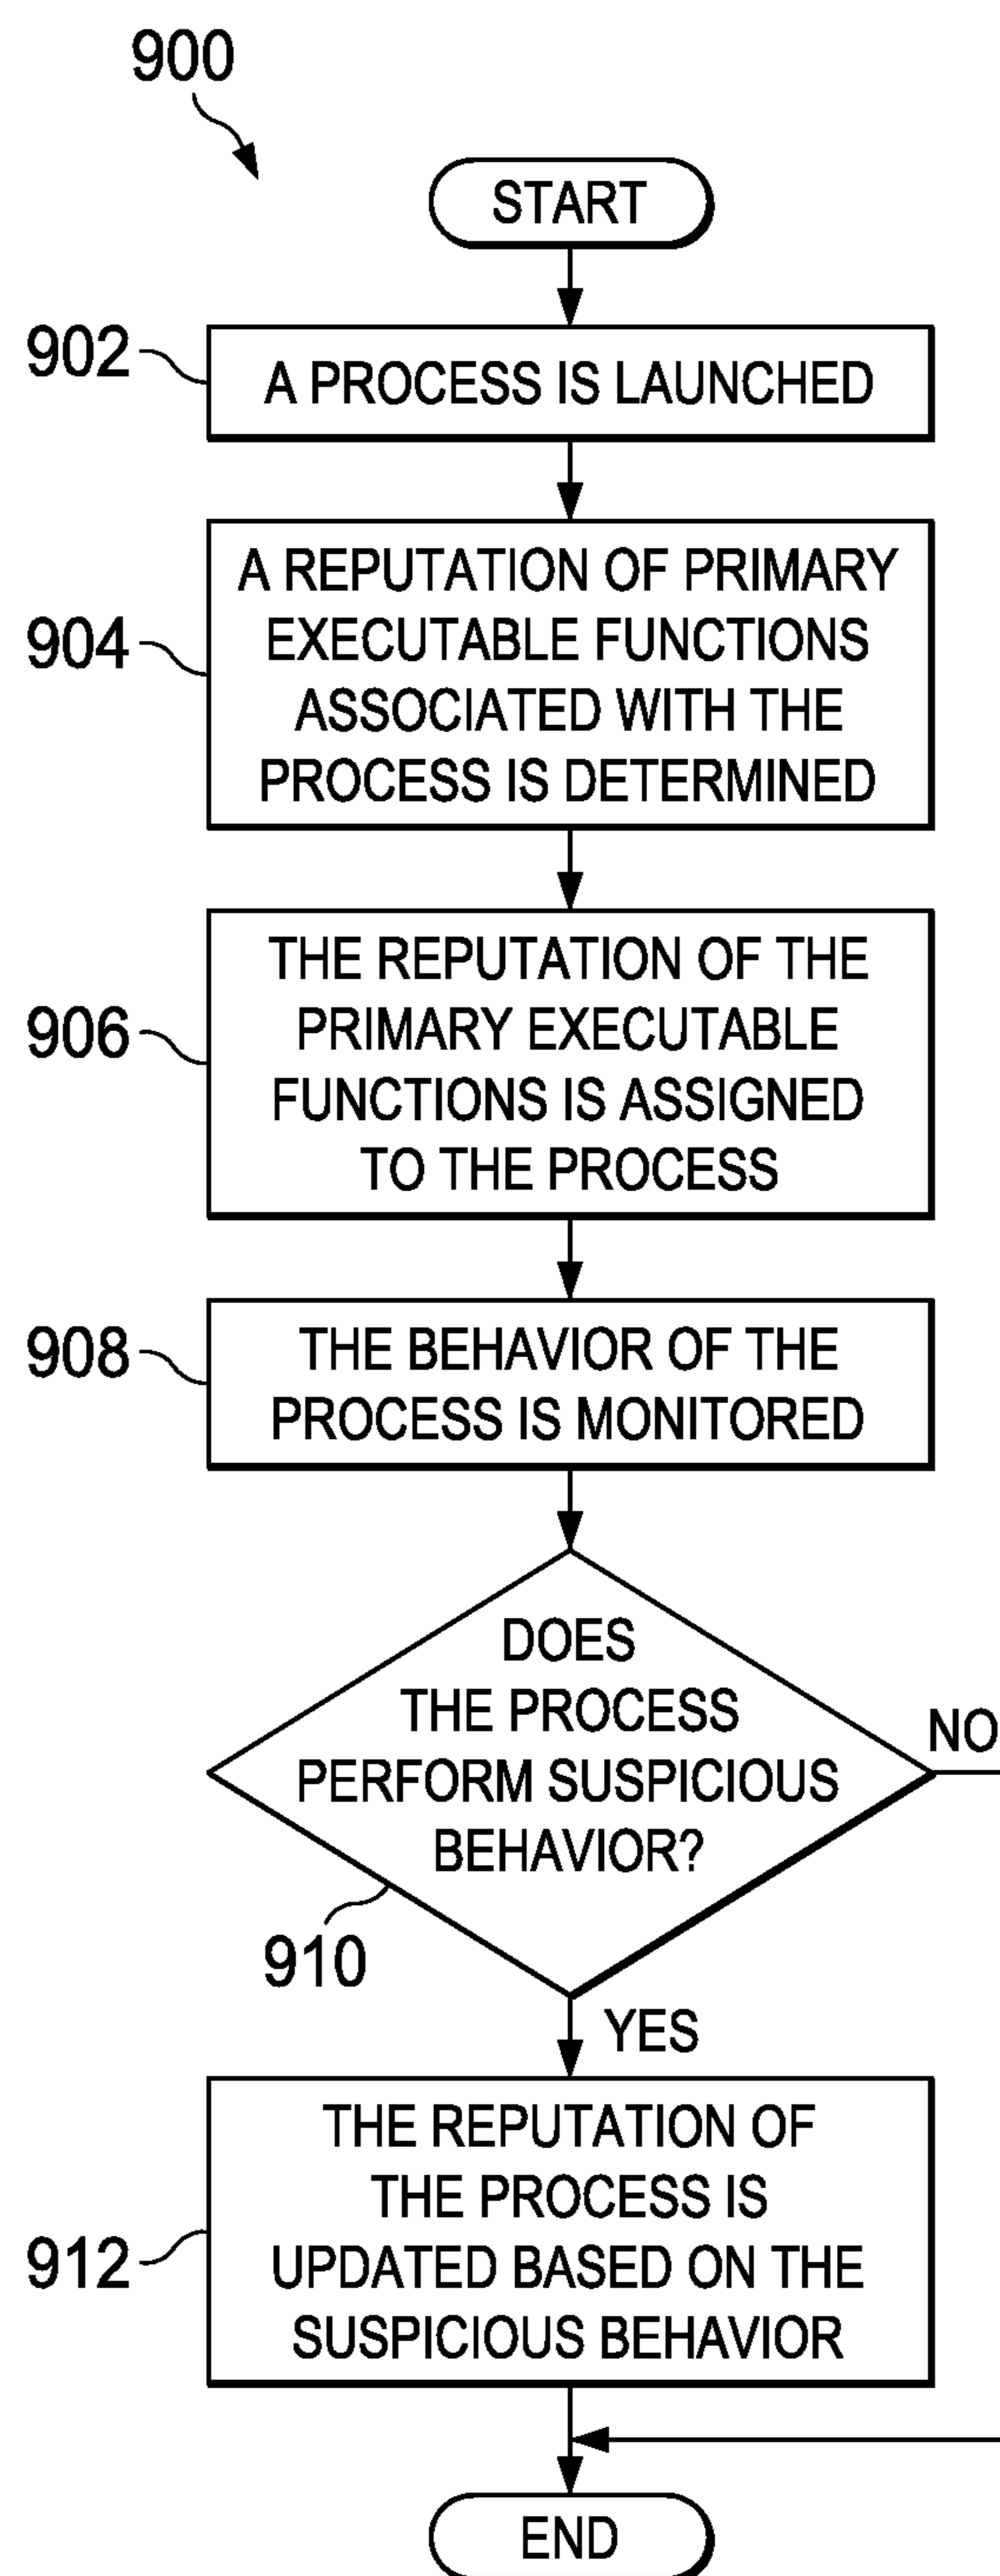 900
START
902
A PROCESS IS LAUNCHED
904
A REPUTATION OF PRIMARY
EXECUTABLE FUNCTIONS
ASSOCIATED WITH THE
PROCESS IS DETERMINED
906
THE REPUTATION OF THE
PRIMARY EXECUTABLE
FUNCTIONS IS ASSIGNED
TO THE PROCESS
908
THE BEHAVIOR OF THE
PROCESS IS MONITORED
DOES
THE PROCESS
PERFORM SUSPICIOUS
BEHAVIOR?
NO
910
YES
912
THE REPUTATION OF
THE PROCESS IS
UPDATED BASED ON THE
SUSPICIOUS BEHAVIOR
END